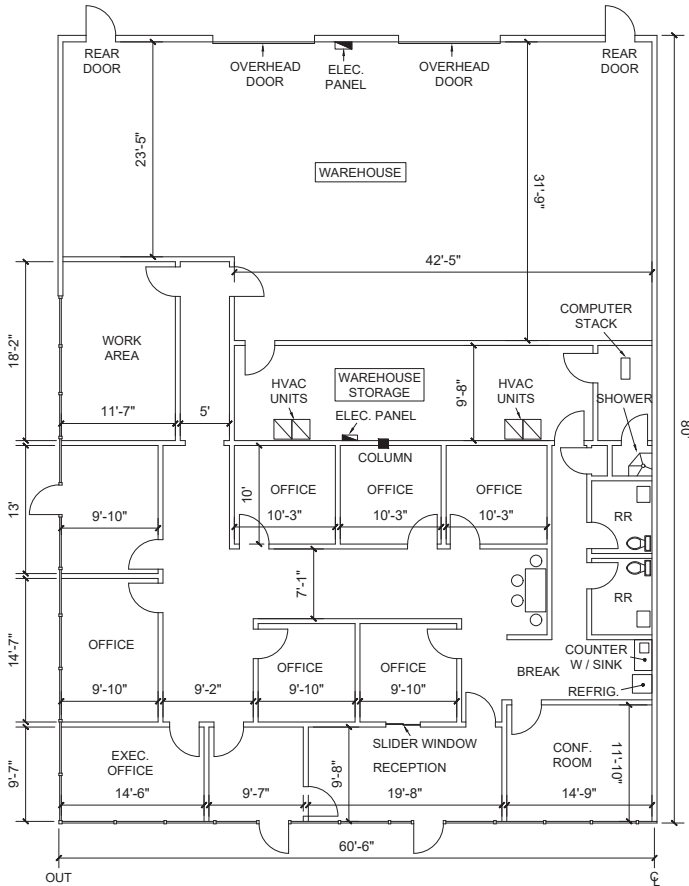 REAR
DOOR
OVERHEAD
DOOR
ELEC.
PANEL
OVERHEAD
DOOR
REAR
DOOR
23'-5"
WAREHOUSE
31'-9"
42'-5"
18'-2"
WORK
AREA
11'-7"
5'
HVAC
UNITS
WAREHOUSE
STORAGE
ELEC. PANEL
9'-8"
HVAC
UNITS
COMPUTER
STACK
SHOWER
80'
COLUMN
13'
9'-10"
10'
OFFICE
10'-3"
OFFICE
10'-3"
OFFICE
10'-3"
RR
7'-1"
RR
14'-7"
OFFICE
9'-10"
9'-2"
OFFICE
9'-10"
OFFICE
9'-10"
BREAK
COUNTER
W / SINK
REFRIG.
SLIDER WINDOW
RECEPTION
9'-7"
EXEC.
OFFICE
14'-6"
9'-7"
9'-8"
19'-8"
CONF.
ROOM
14'-9"
11'-10"
60'-6"
OUT
℄